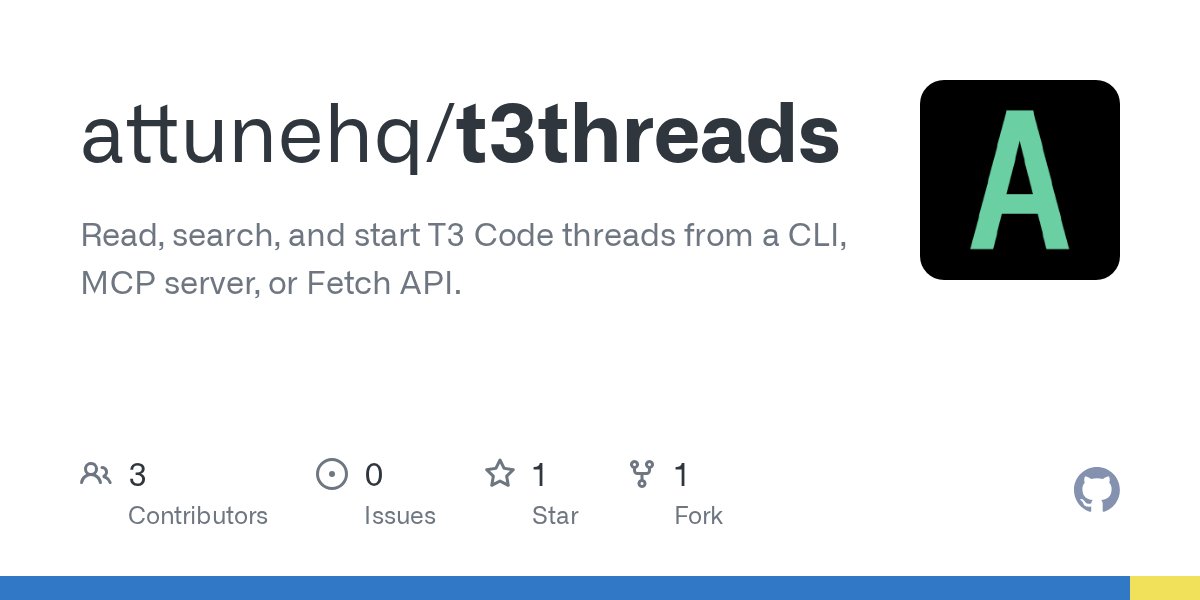 attunehq/t3threads
A
Read, search, and start T3 Code threads from a CLI,
MCP server, or Fetch API.
3
Contributors
0
Issues
1
Star
1
Fork